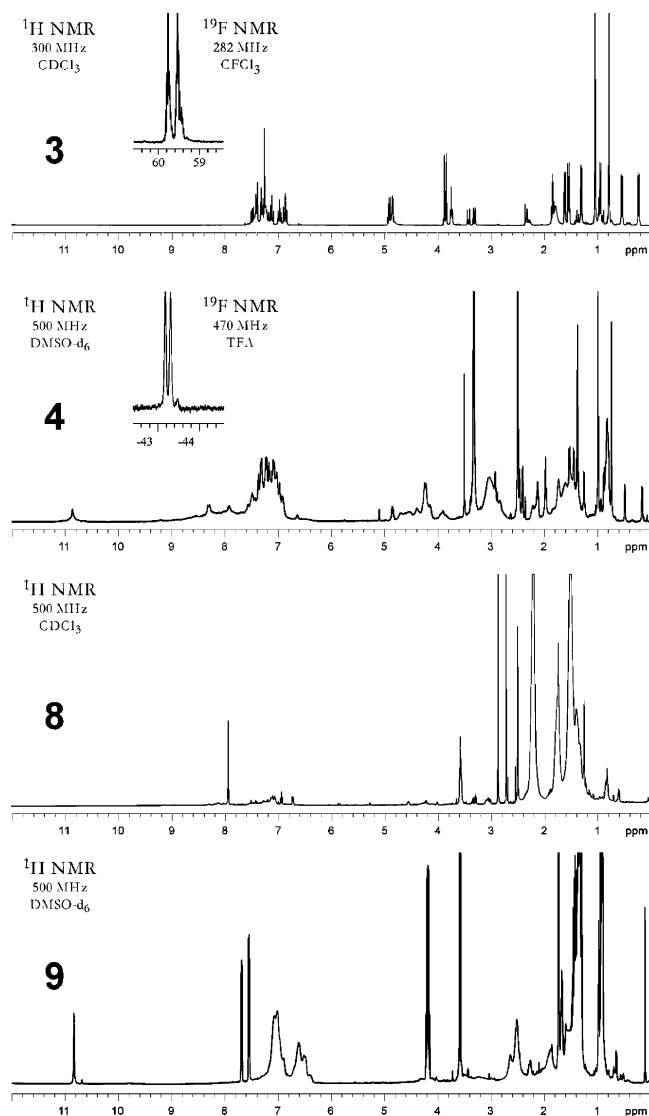 ¹H NMR ¹⁹F NMR
300 MHz 282 MHz
CDCl₃ CFCl₃
3
60 59
11 10 9 8 7 6 5 4 3 2 1 ppm
¹H NMR ¹⁹F NMR
500 MHz 470 MHz
DMSO-d₆ TFA
4
-43 -44
11 10 9 8 7 6 5 4 3 2 1 ppm
¹H NMR
500 MHz
CDCl₃
8
11 10 9 8 7 6 5 4 3 2 1 ppm
¹H NMR
500 MHz
DMSO-d₆
9
11 10 9 8 7 6 5 4 3 2 1 ppm